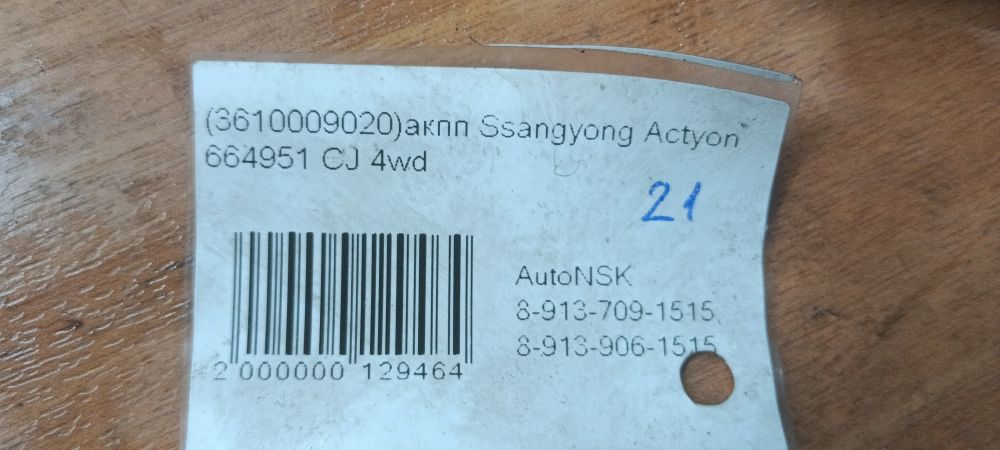 (3610009020)акпп Ssangyong Actyon
664951 CJ 4wd
21
AutoNSK
8-913-709-1515
8-913-906-1515
2 000000 129464